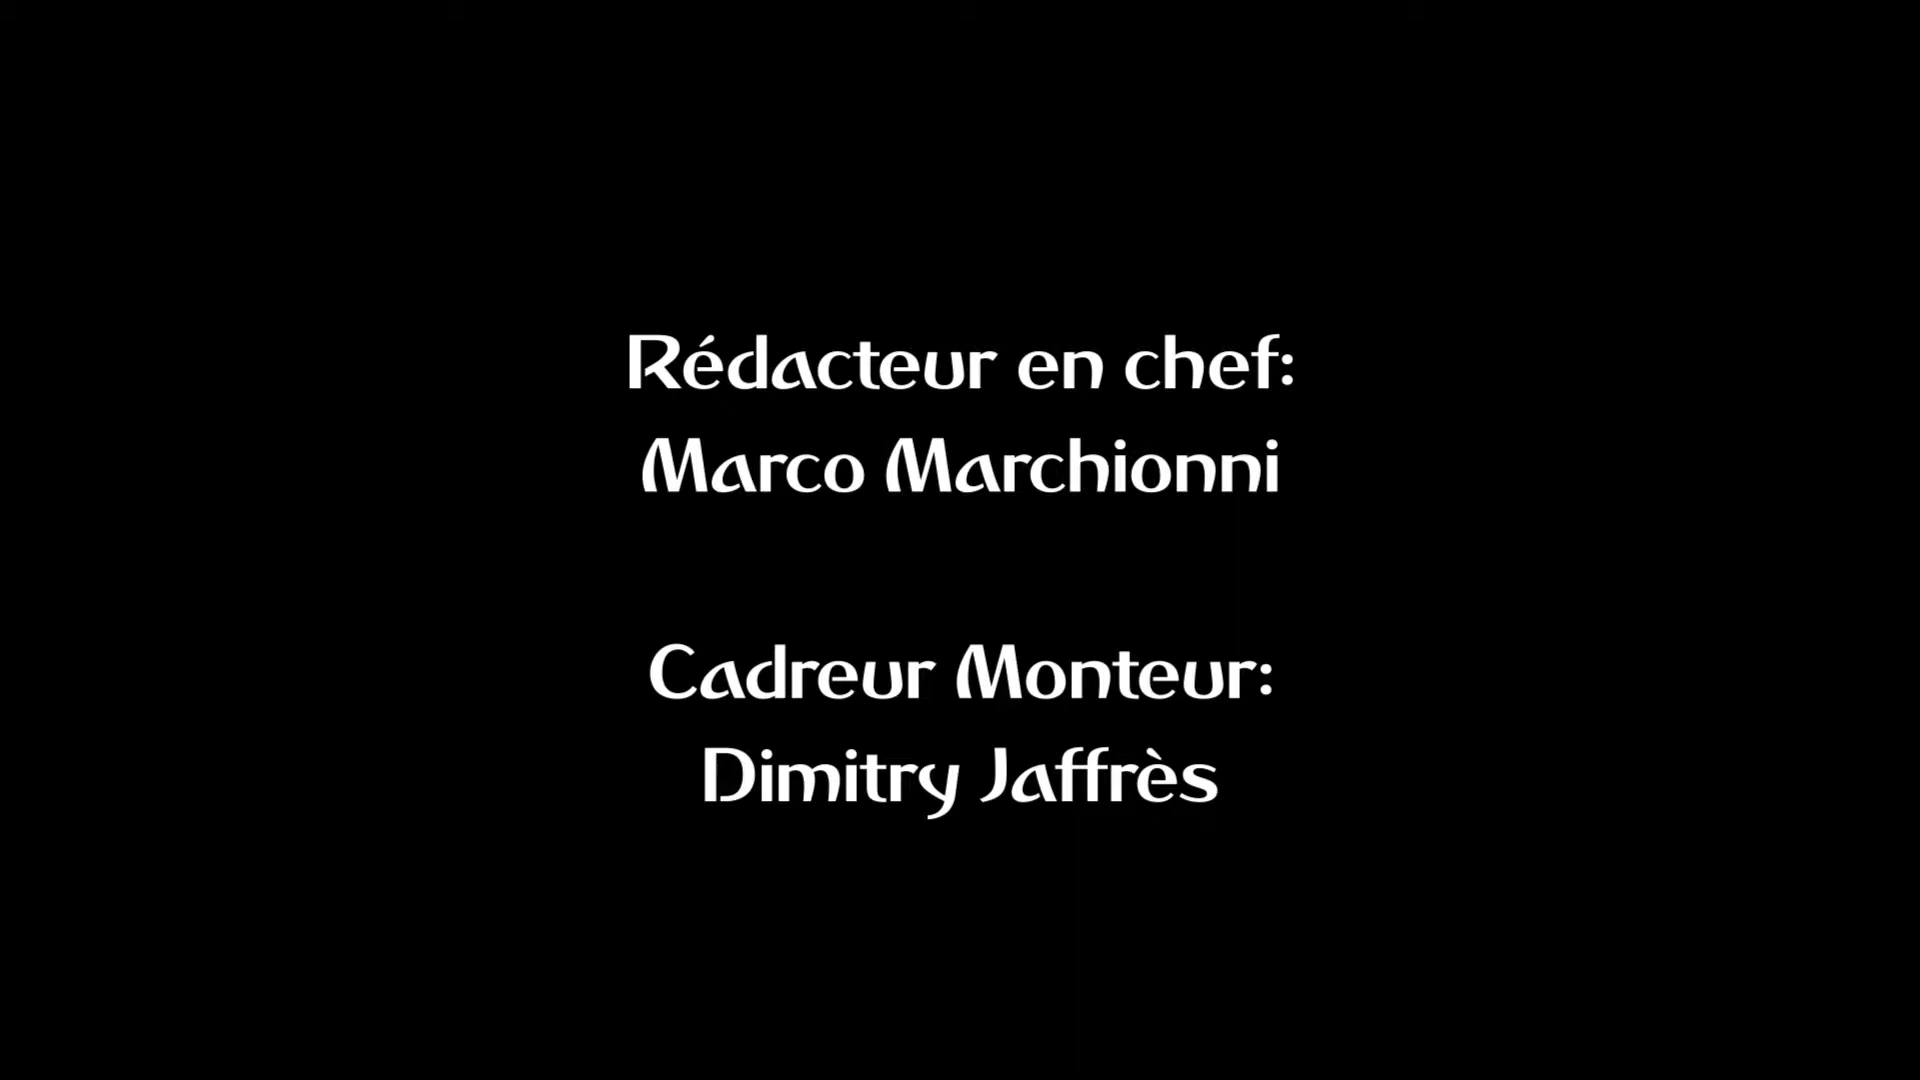 Rédacteur en chef:
Marco Marchionni
Cadreur Monteur:
Dimitry Jaffrès